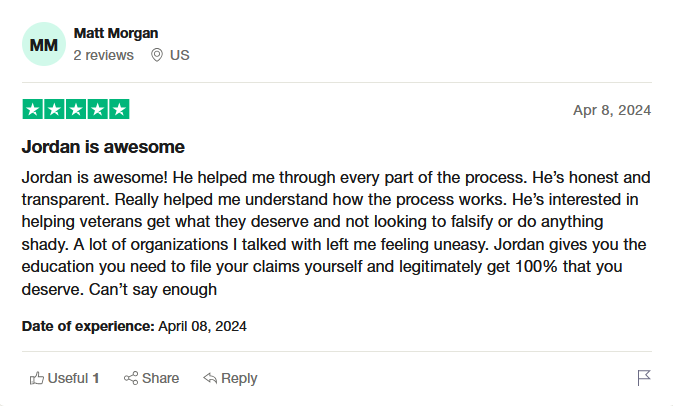 MM
Matt Morgan
2 reviews US
Apr 8, 2024
Jordan is awesome
Jordan is awesome! He helped me through every part of the process. He’s honest and
transparent. Really helped me understand how the process works. He’s interested in
helping veterans get what they deserve and not looking to falsify or do anything
shady. A lot of organizations I talked with left me feeling uneasy. Jordan gives you the
education you need to file your claims yourself and legitimately get 100% that you
deserve. Can’t say enough
Date of experience: April 08, 2024
Useful 1 Share Reply